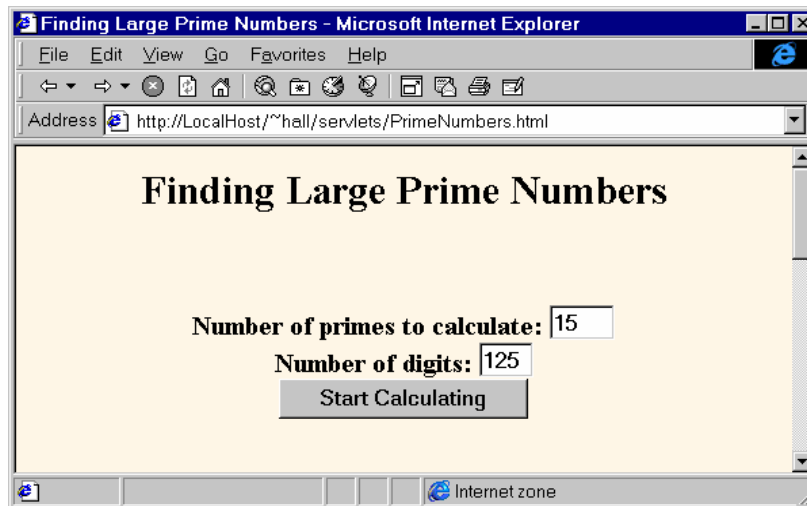 Finding Large Prime Numbers - Microsoft Internet Explorer
File Edit View Go Favorites Help
Address http://LocalHost/~hall/servlets/PrimeNumbers.html
Finding Large Prime Numbers
Number of primes to calculate: 15
Number of digits: 125
Start Calculating
Internet zone